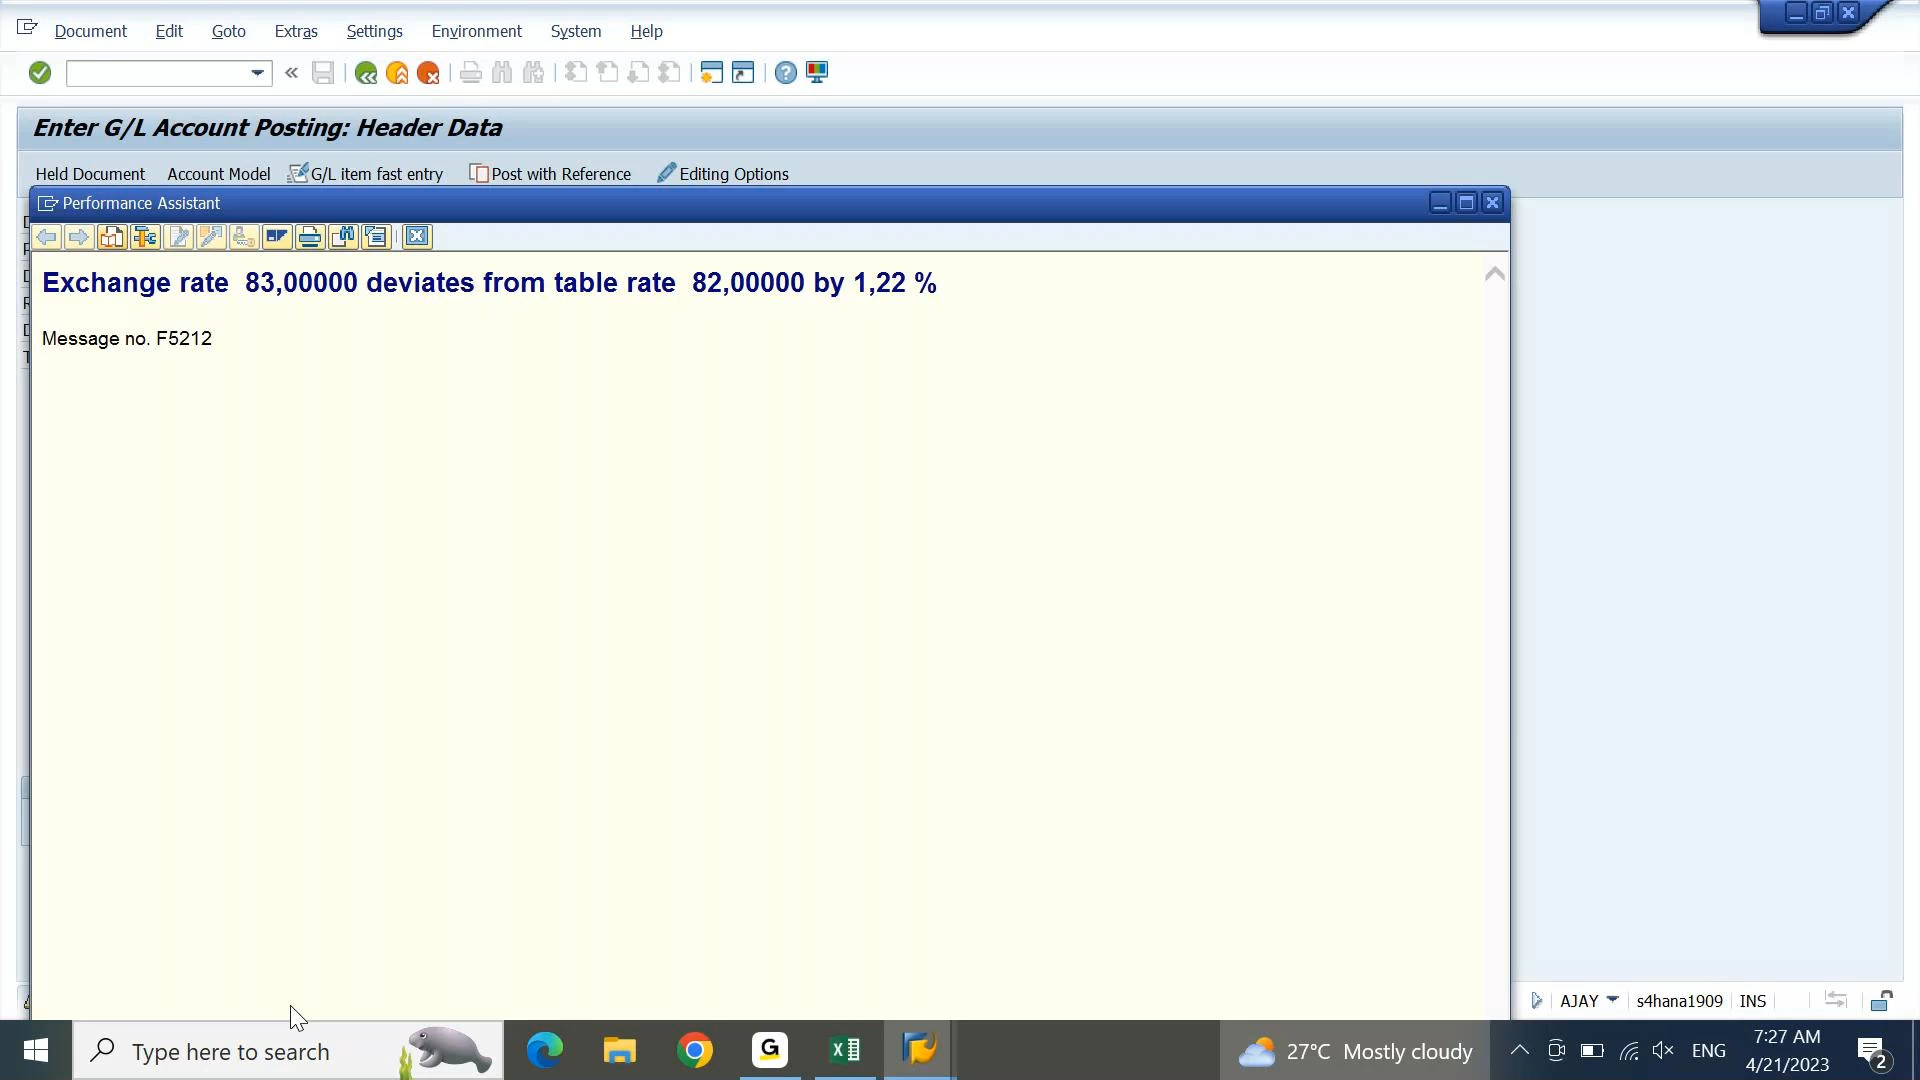 Document Edit Goto Extras Settings Environment System Help
Enter G/L Account Posting: Header Data
Held Document Account Model G/L item fast entry Post with Reference Editing Options
Performance Assistant
Exchange rate 83,00000 deviates from table rate 82,00000 by 1,22 %
Message no. F5212
AJAY s4hana1909 INS
Type here to search
G
27°C Mostly cloudy
ENG
7:27 AM
4/21/2023
2